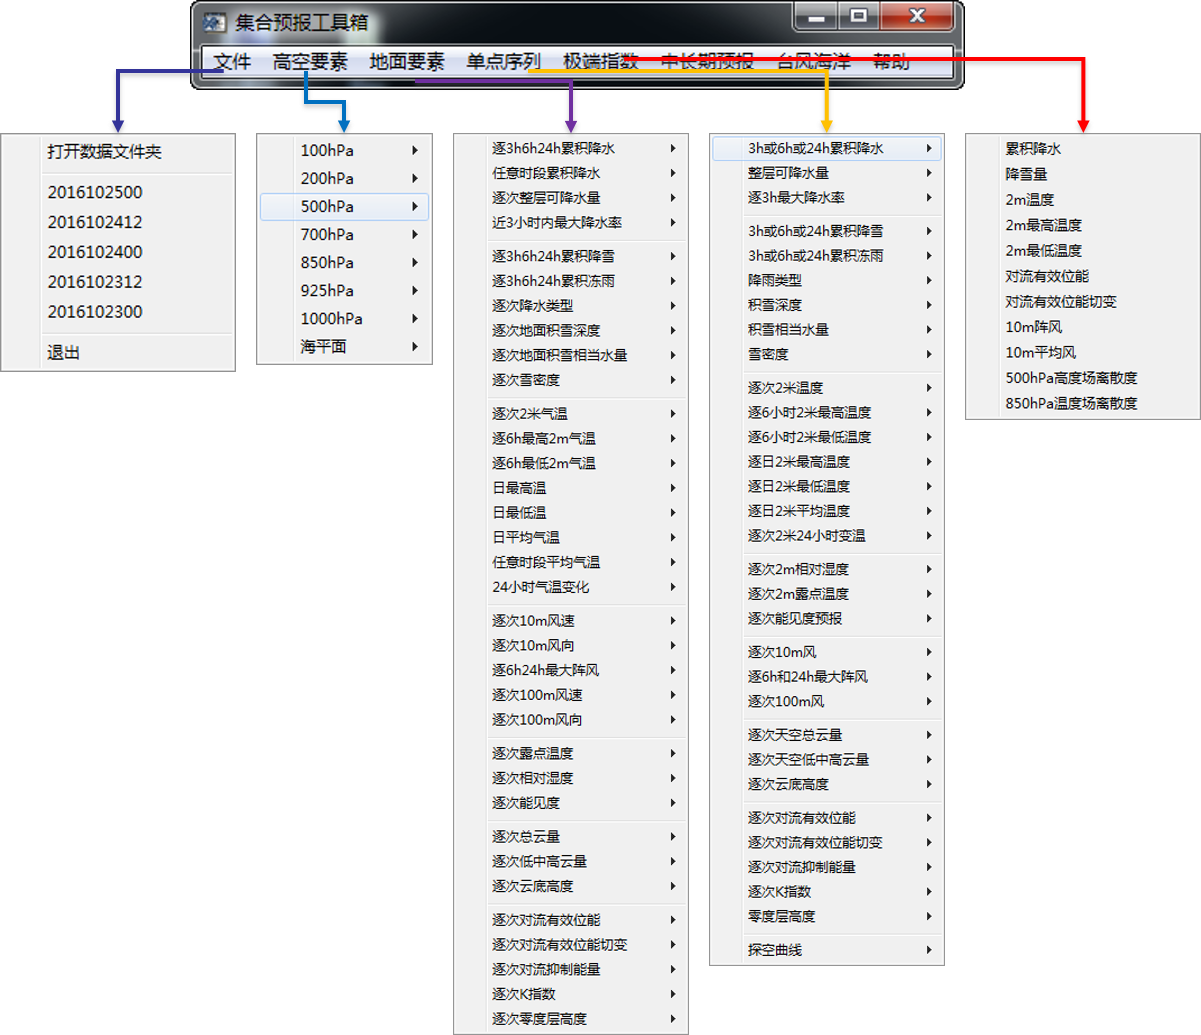 集合预报工具箱
文件 高空要素 地面要素 单点序列 极端指数 中长期预报 台风海洋 帮助
打开数据文件夹
2016102500
2016102412
2016102400
2016102312
2016102300
退出
100hPa
200hPa
500hPa
700hPa
850hPa
925hPa
1000hPa
海平面
逐3h6h24h累积降水
任意时段累积降水
逐次整层可降水量
近3小时内最大降水率
逐3h6h24h累积降雪
逐3h6h24h累积冻雨
逐次降水类型
逐次地面积雪深度
逐次地面积雪相当水量
逐次雪密度
逐次2米气温
逐6h最高2m气温
逐6h最低2m气温
日最高温
日最低温
日平均气温
任意时段平均气温
24小时气温变化
逐次10m风速
逐次10m风向
逐6h24h最大阵风
逐次100m风速
逐次100m风向
逐次露点温度
逐次相对湿度
逐次能见度
逐次总云量
逐次低中高云量
逐次云底高度
逐次对流有效位能
逐次对流有效位能切变
逐次对流抑制能量
逐次K指数
逐次零度层高度
3h或6h或24h累积降水
整层可降水量
逐3h最大降水率
3h或6h或24h累积降雪
3h或6h或24h累积冻雨
降雨类型
积雪深度
积雪相当水量
雪密度
逐次2米温度
逐6小时2米最高温度
逐6小时2米最低温度
逐日2米最高温度
逐日2米最低温度
逐日2米平均温度
逐次2米24小时变温
逐次2m相对湿度
逐次2m露点温度
逐次能见度预报
逐次10m风
逐6h和24h最大阵风
逐次100m风
逐次天空总云量
逐次天空低中高云量
逐次云底高度
逐次对流有效位能
逐次对流有效位能切变
逐次对流抑制能量
逐次K指数
零度层高度
探空曲线
累积降水
降雪量
2m温度
2m最高温度
2m最低温度
对流有效位能
对流有效位能切变
10m阵风
10m平均风
500hPa高度场离散度
850hPa温度场离散度